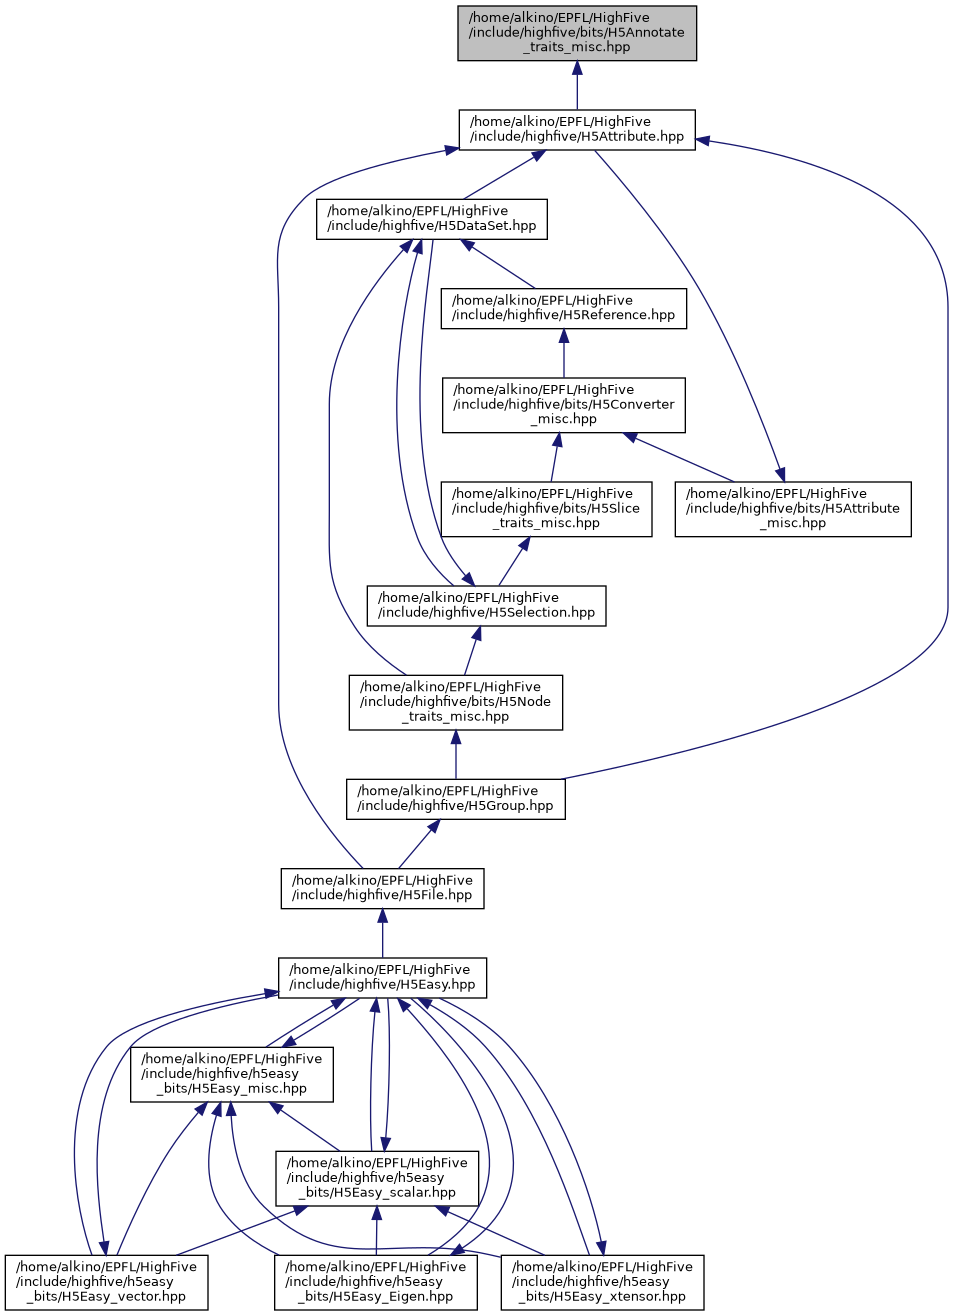 /home/alkino/EPFL/HighFive
/include/highfive/bits/H5Annotate
_traits_misc.hpp
/home/alkino/EPFL/HighFive
/include/highfive/H5Attribute.hpp
/home/alkino/EPFL/HighFive
/include/highfive/H5DataSet.hpp
/home/alkino/EPFL/HighFive
/include/highfive/H5Reference.hpp
/home/alkino/EPFL/HighFive
/include/highfive/bits/H5Converter
_misc.hpp
/home/alkino/EPFL/HighFive
/include/highfive/bits/H5Slice
_traits_misc.hpp
/home/alkino/EPFL/HighFive
/include/highfive/bits/H5Attribute
_misc.hpp
/home/alkino/EPFL/HighFive
/include/highfive/H5Selection.hpp
/home/alkino/EPFL/HighFive
/include/highfive/bits/H5Node
_traits_misc.hpp
/home/alkino/EPFL/HighFive
/include/highfive/H5Group.hpp
/home/alkino/EPFL/HighFive
/include/highfive/H5File.hpp
/home/alkino/EPFL/HighFive
/include/highfive/H5Easy.hpp
/home/alkino/EPFL/HighFive
/include/highfive/h5easy
_bits/H5Easy_misc.hpp
/home/alkino/EPFL/HighFive
/include/highfive/h5easy
_bits/H5Easy_scalar.hpp
/home/alkino/EPFL/HighFive
/include/highfive/h5easy
_bits/H5Easy_vector.hpp
/home/alkino/EPFL/HighFive
/include/highfive/h5easy
_bits/H5Easy_Eigen.hpp
/home/alkino/EPFL/HighFive
/include/highfive/h5easy
_bits/H5Easy_xtensor.hpp